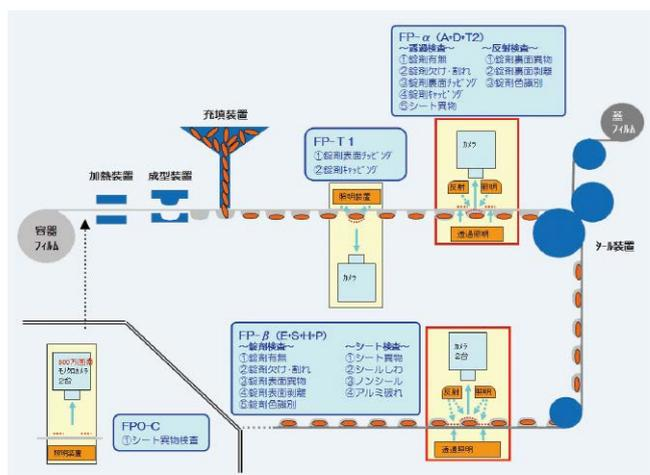 FP-α (A+D+T2)
～透過検査～
①錠剤有無
②錠剤欠け・割れ
③錠剤裏面ﾁｯﾋﾟﾝｸﾞ
④錠剤ｷｬｯﾋﾟﾝｸﾞ
⑤シート異物
～反射検査～
①錠剤裏面異物
②錠剤裏面剥離
③錠剤色識別
蓋
フィルム
充填装置
FP-T1
①錠剤表面ﾁｯﾋﾟﾝｸﾞ
②錠剤ｷｬｯﾋﾟﾝｸﾞ
カメラ
加熱装置
成型装置
照明装置
反射
照明
透過照明
容器
フィルム
シール装置
カメラ
FP-β (E+S+H+P)
～錠剤検査～
①錠剤有無
②錠剤欠け・割れ
③錠剤表面異物
④錠剤表面剥離
⑤錠剤色識別
～シート検査～
①シート異物
②シールしわ
③ノンシール
④アルミ破れ
カメラ
2台
反射
照明
透過照明
500万画素
モノクロカメラ
2台
照明装置
FP0-C
①シート異物検査